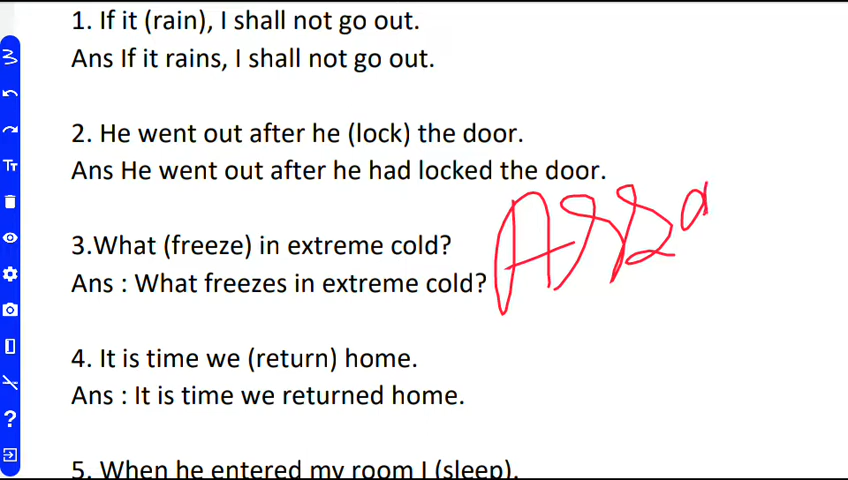 1. If it (rain), I shall not go out.
Ans If it rains, I shall not go out.
2. He went out after he (lock) the door.
Ans He went out after he had locked the door.
3.What (freeze) in extreme cold?
Ans : What freezes in extreme cold?
4. It is time we (return) home.
Ans : It is time we returned home.
5. When he entered my room I (sleep).